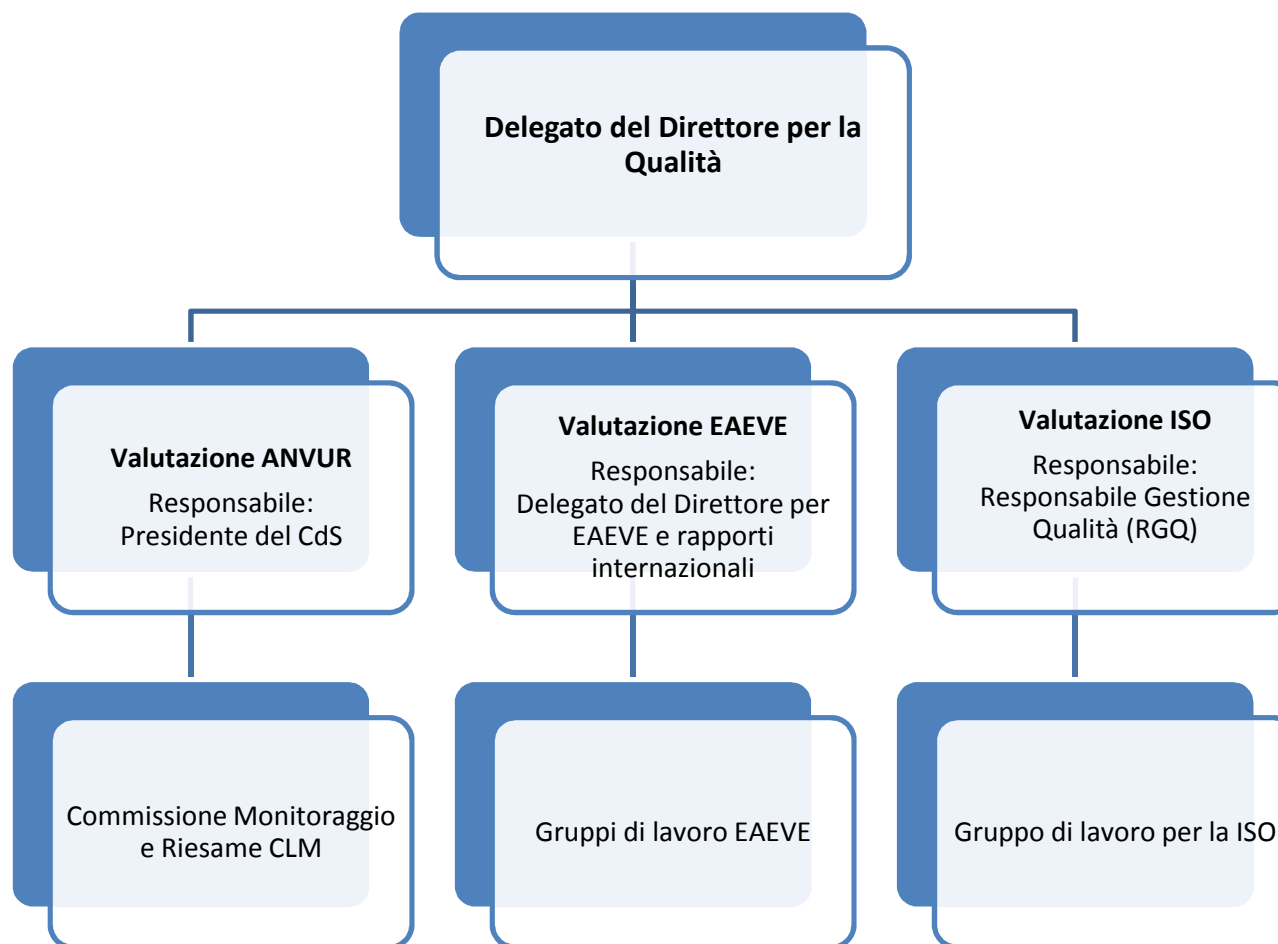 Delegato del Direttore per la
Qualità
Valutazione ANVUR
Responsabile:
Presidente del CdS
Valutazione EAEVE
Responsabile:
Delegato del Direttore per
EAEVE e rapporti
internazionali
Valutazione ISO
Responsabile:
Responsabile Gestione
Qualità (RGQ)
Commissione Monitoraggio
e Riesame CLM
Gruppi di lavoro EAEVE
Gruppo di lavoro per la ISO